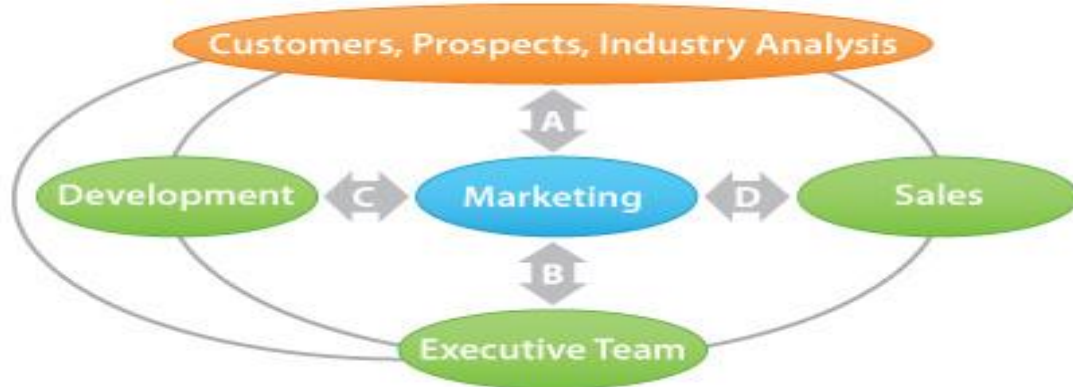 Customers, Prospects, Industry Analysis
A
Development
C
Marketing
D
Sales
B
Executive Team